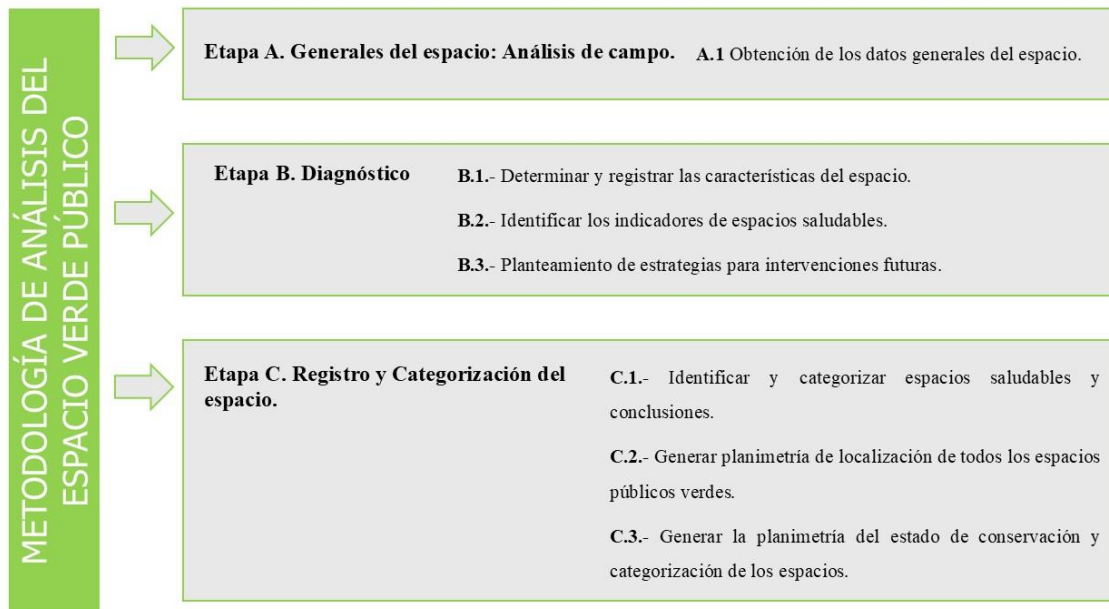 METODOLOGÍA DE ANÁLISIS DEL
ESPACIO VERDE PÚBLICO
Etapa A. Generales del espacio: Análisis de campo. A.1 Obtención de los datos generales del espacio.
Etapa B. Diagnóstico
B.1.- Determinar y registrar las características del espacio.
B.2.- Identificar los indicadores de espacios saludables.
B.3.- Planteamiento de estrategias para intervenciones futuras.
Etapa C. Registro y Categorización del
espacio.
C.1.- Identificar y categorizar espacios saludables y
conclusiones.
C.2.- Generar planimetría de localización de todos los espacios
públicos verdes.
C.3.- Generar la planimetría del estado de conservación y
categorización de los espacios.